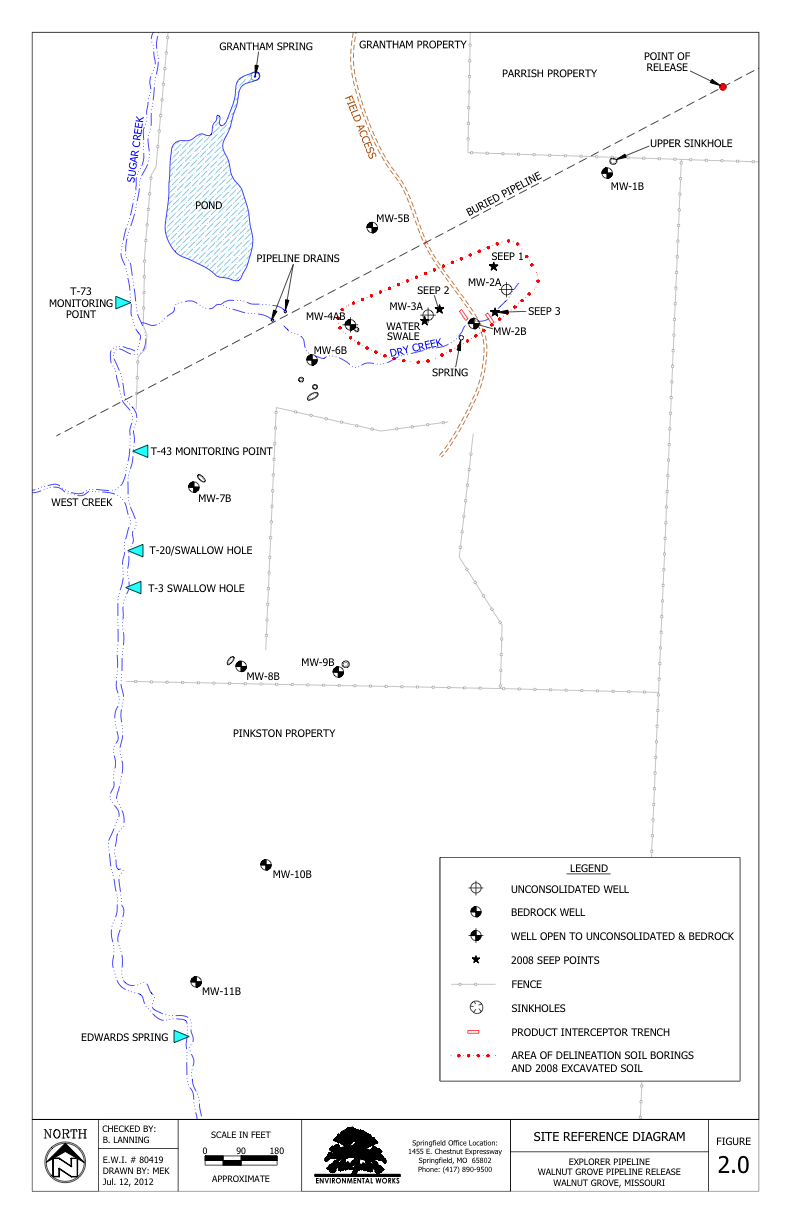 GRANTHAM SPRING
GRANTHAM PROPERTY
PARRISH PROPERTY
POINT OF
RELEASE
SUGAR CREEK
FIELD ACCESS
UPPER SINKHOLE
MW-1B
BURIED PIPELINE
POND
MW-5B
PIPELINE DRAINS
SEEP 1
MW-2A
T-73
MONITORING
POINT
SEEP 2
MW-3A
MW-4AB
WATER
SWALE
SEEP 3
MW-2B
MW-6B
DRY CREEK
SPRING
T-43 MONITORING POINT
WEST CREEK
MW-7B
T-20/SWALLOW HOLE
T-3 SWALLOW HOLE
MW-8B
MW-9B
PINKSTON PROPERTY
MW-10B
MW-11B
EDWARDS SPRING
LEGEND
UNCONSOLIDATED WELL
BEDROCK WELL
WELL OPEN TO UNCONSOLIDATED & BEDROCK
2008 SEEP POINTS
FENCE
SINKHOLES
PRODUCT INTERCEPTOR TRENCH
AREA OF DELINEATION SOIL BORINGS
AND 2008 EXCAVATED SOIL
NORTH
CHECKED BY:
B. LANNING
E.W.I. # 80419
DRAWN BY: MEK
Jul. 12, 2012
SCALE IN FEET
0 90 180
APPROXIMATE
ENVIRONMENTAL WORKS
Springfield Office Location:
1455 E. Chestnut Expressway
Springfield, MO 65802
Phone: (417) 890-9500
SITE REFERENCE DIAGRAM
EXPLORER PIPELINE
WALNUT GROVE PIPELINE RELEASE
WALNUT GROVE, MISSOURI
FIGURE
2.0